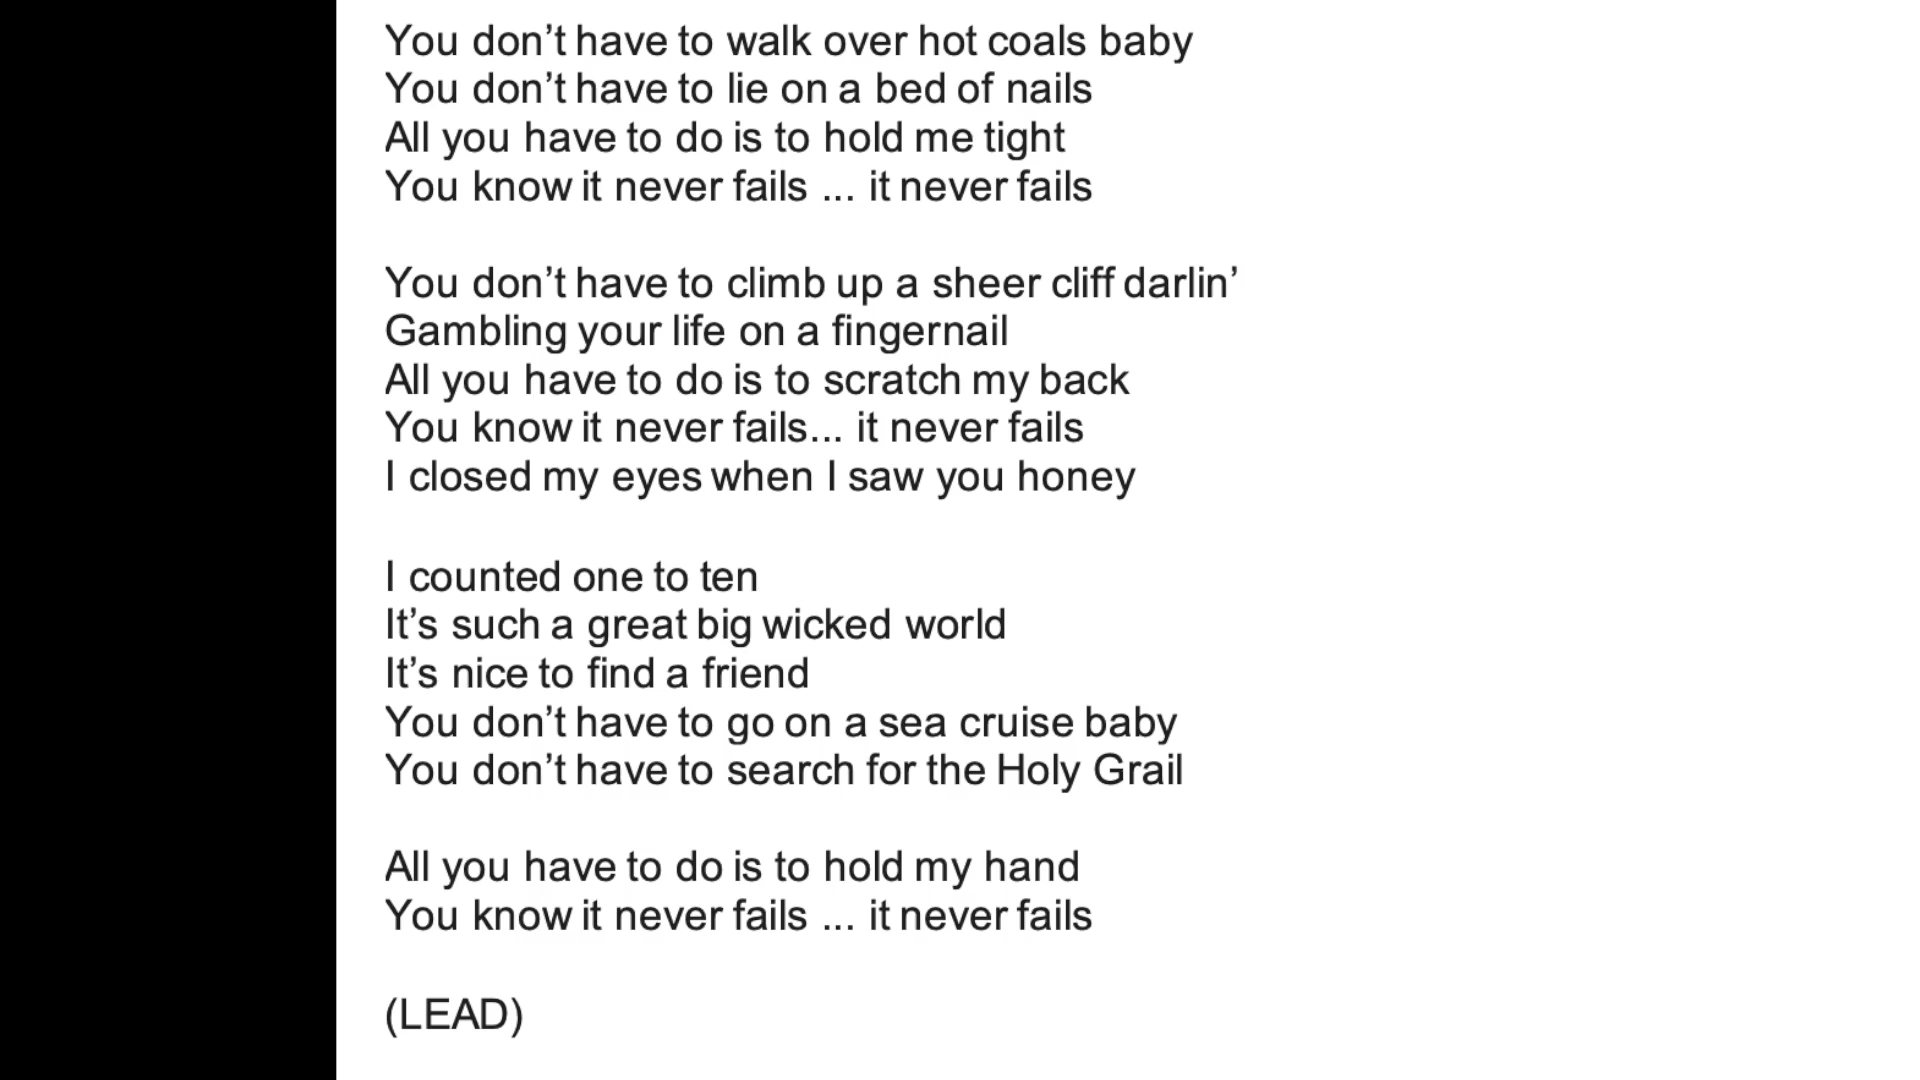 You don’t have to walk over hot coals baby
You don’t have to lie on a bed of nails
All you have to do is to hold me tight
You know it never fails ... it never fails
You don’t have to climb up a sheer cliff darlin’
Gambling your life on a fingernail
All you have to do is to scratch my back
You know it never fails... it never fails
I closed my eyes when I saw you honey
I counted one to ten
It’s such a great big wicked world
It’s nice to find a friend
You don’t have to go on a sea cruise baby
You don’t have to search for the Holy Grail
All you have to do is to hold my hand
You know it never fails ... it never fails
(LEAD)